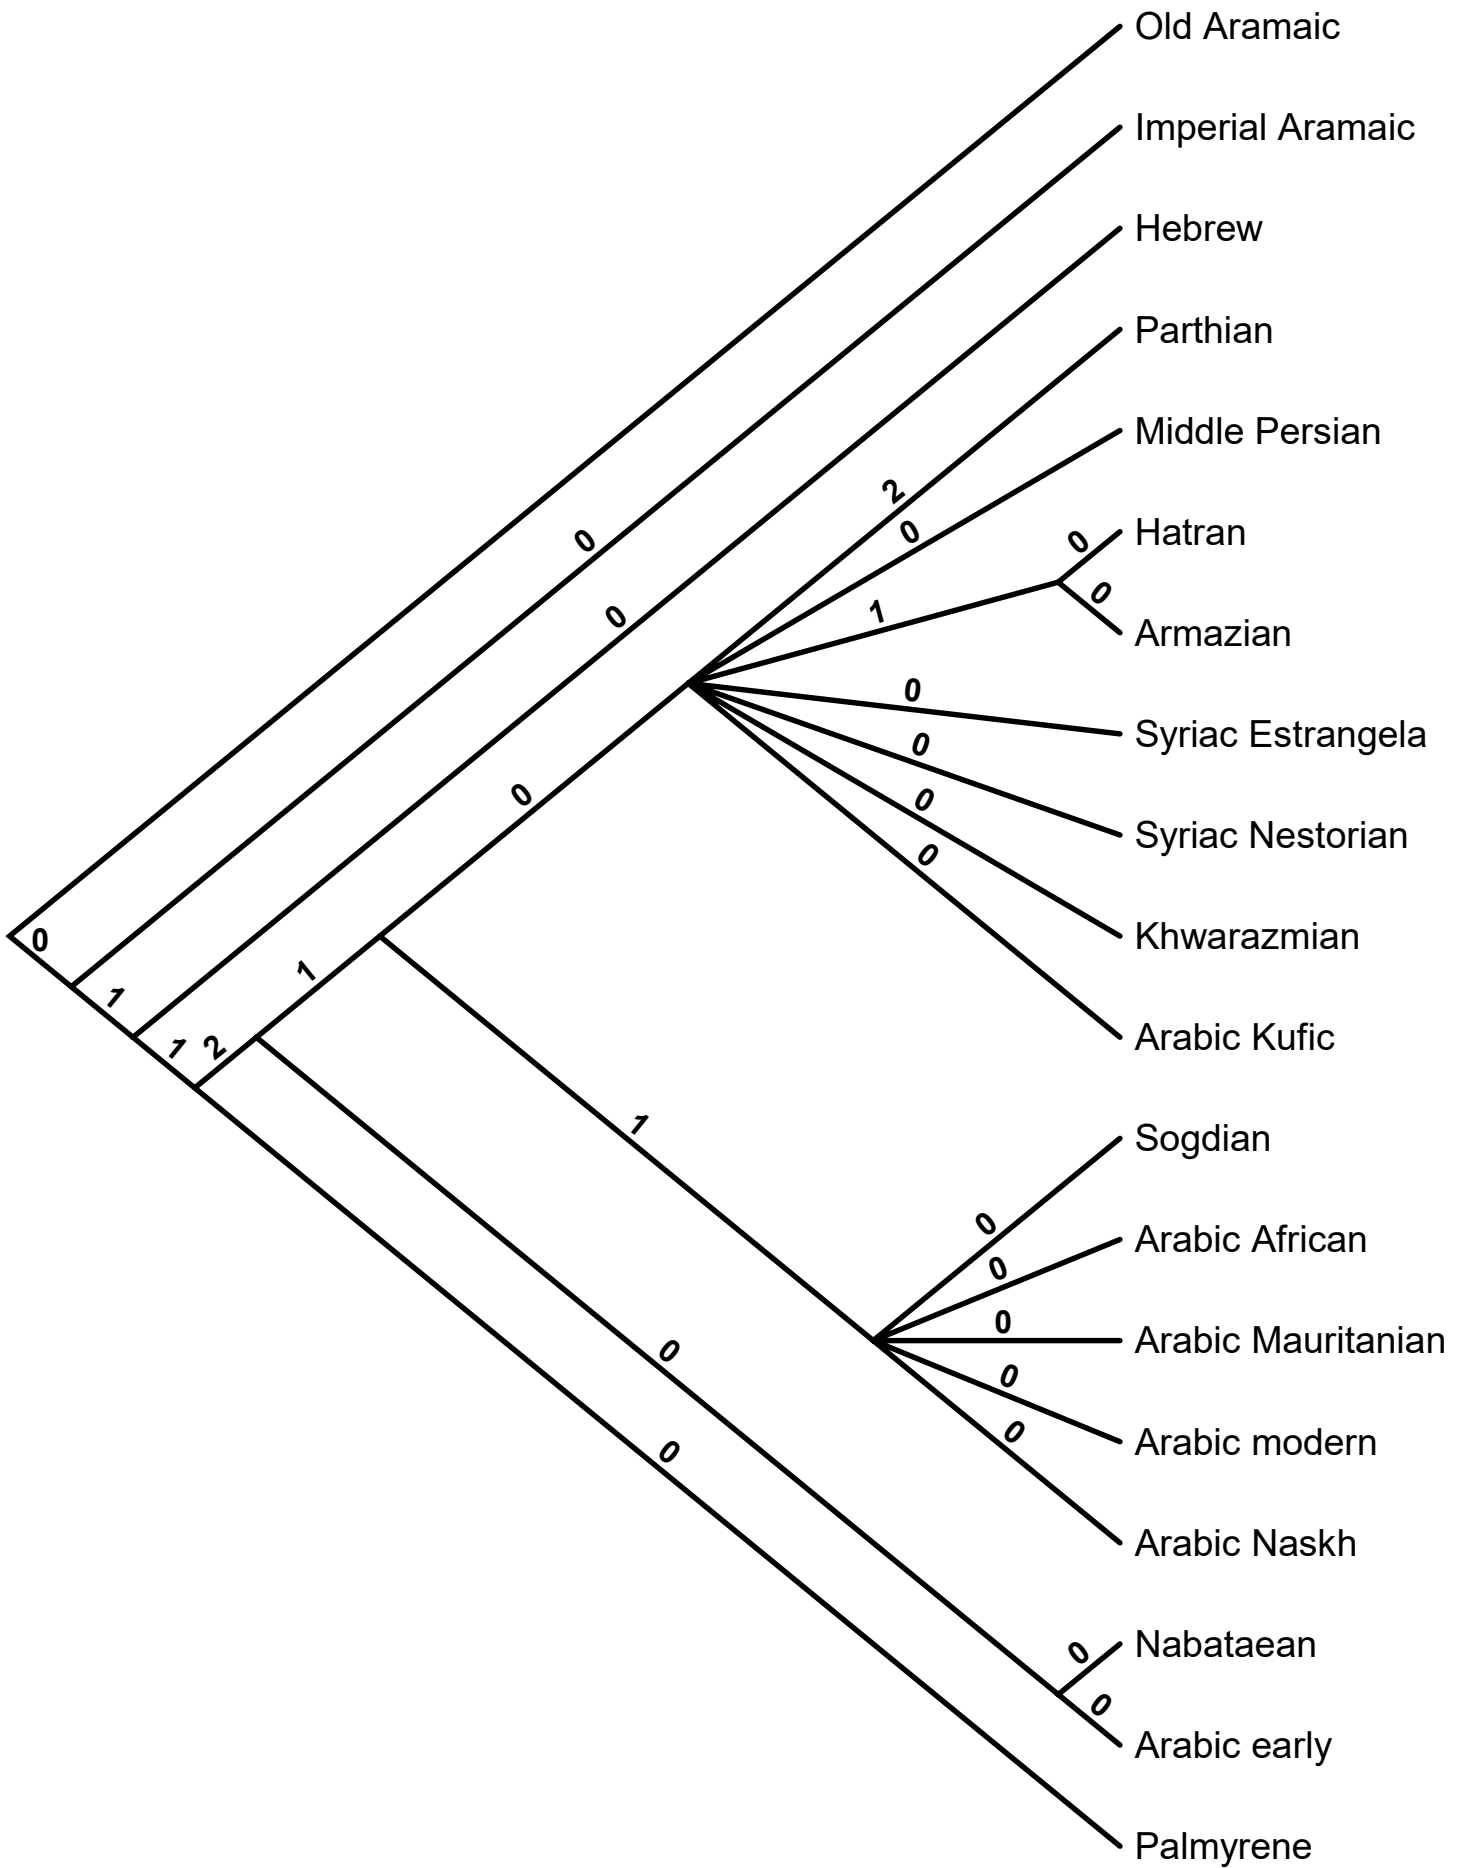 Old Aramaic
Imperial Aramaic
Hebrew
Parthian
Middle Persian
2
0
Hatran
0
0
0
1
Armazian
0
0
Syriac Estrangela
0
0
0
Syriac Nestorian
0
0
Khwarazmian
1
1
Arabic Kufic
1
2
1
Sogdian
0
Arabic African
0
0
Arabic Mauritanian
0
0
Arabic modern
0
0
Arabic Naskh
Nabataean
0
0
Arabic early
Palmyrene